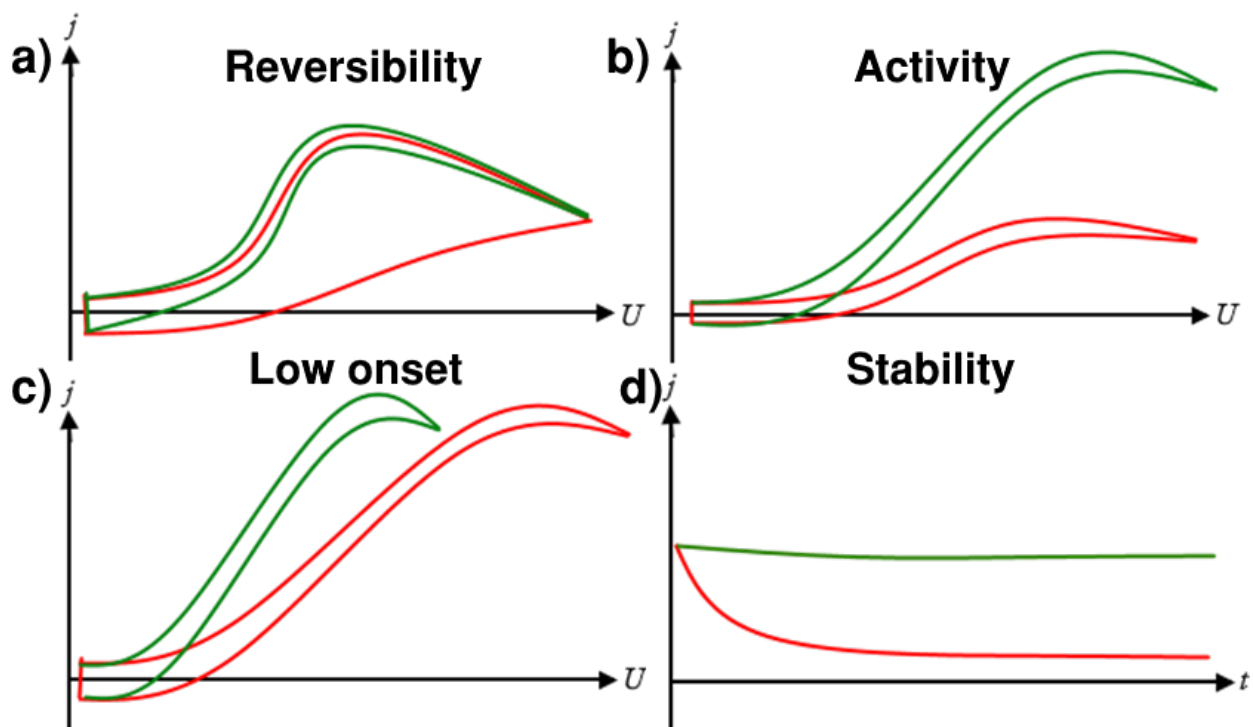 j
a) Reversibility
U
j
b) Activity
U
Low onset
c) j
U
Stability
d) j
t